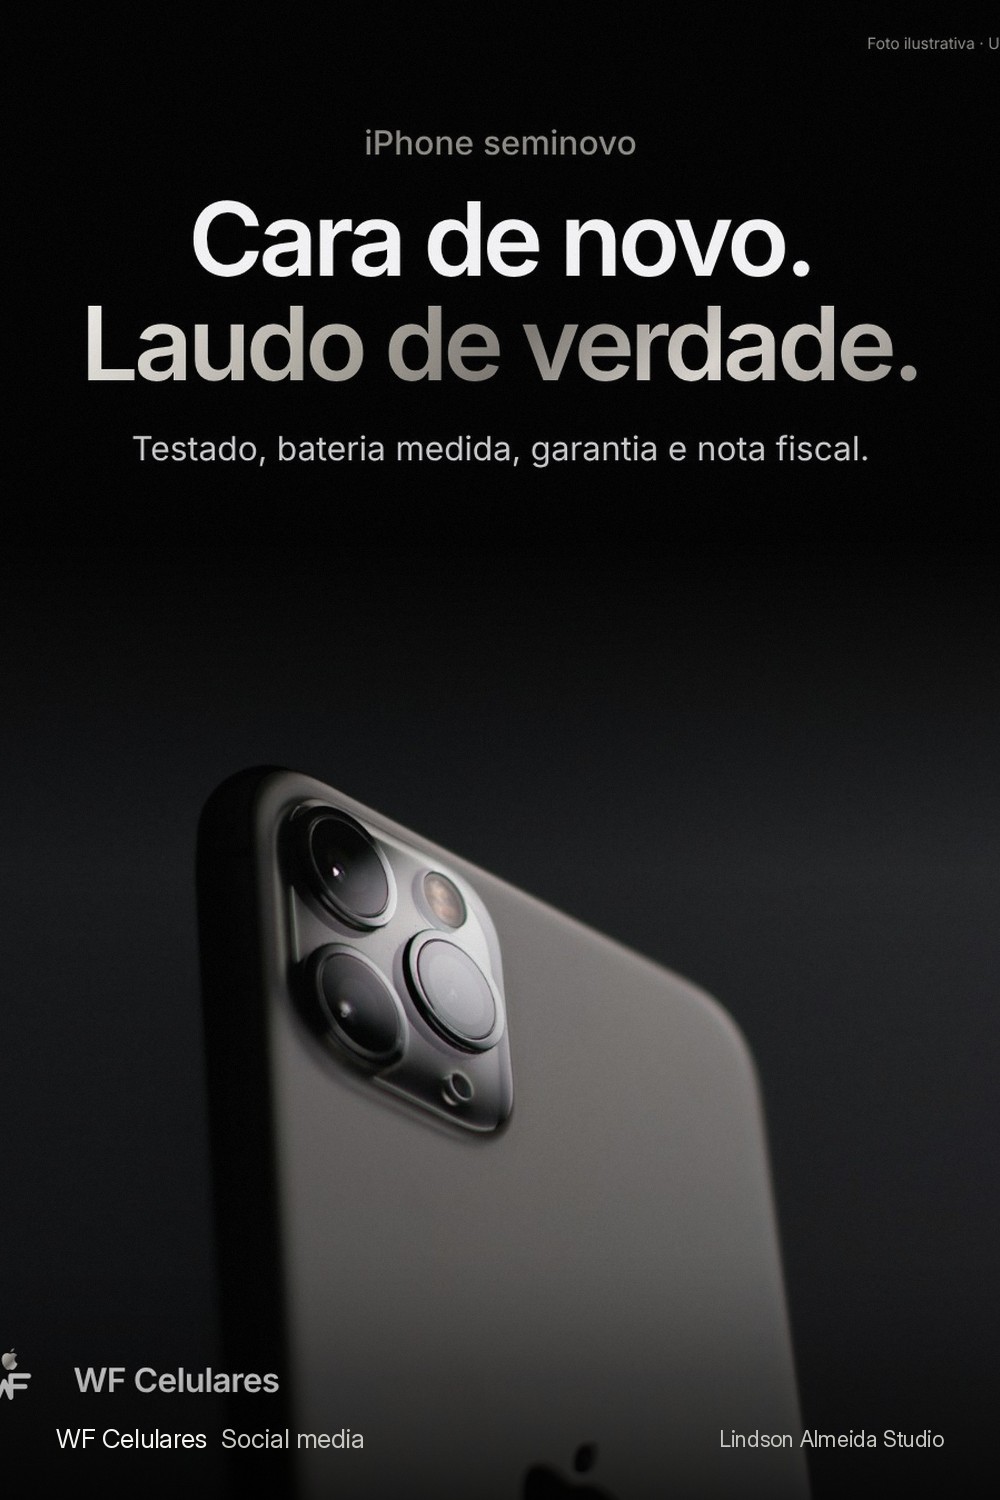 Foto ilustrativa ·
iPhone seminovo
Cara de novo.
Laudo de verdade.
Testado, bateria medida, garantia e nota fiscal.
WF Celulares
WF Celulares Social media
Lindson Almeida Studio